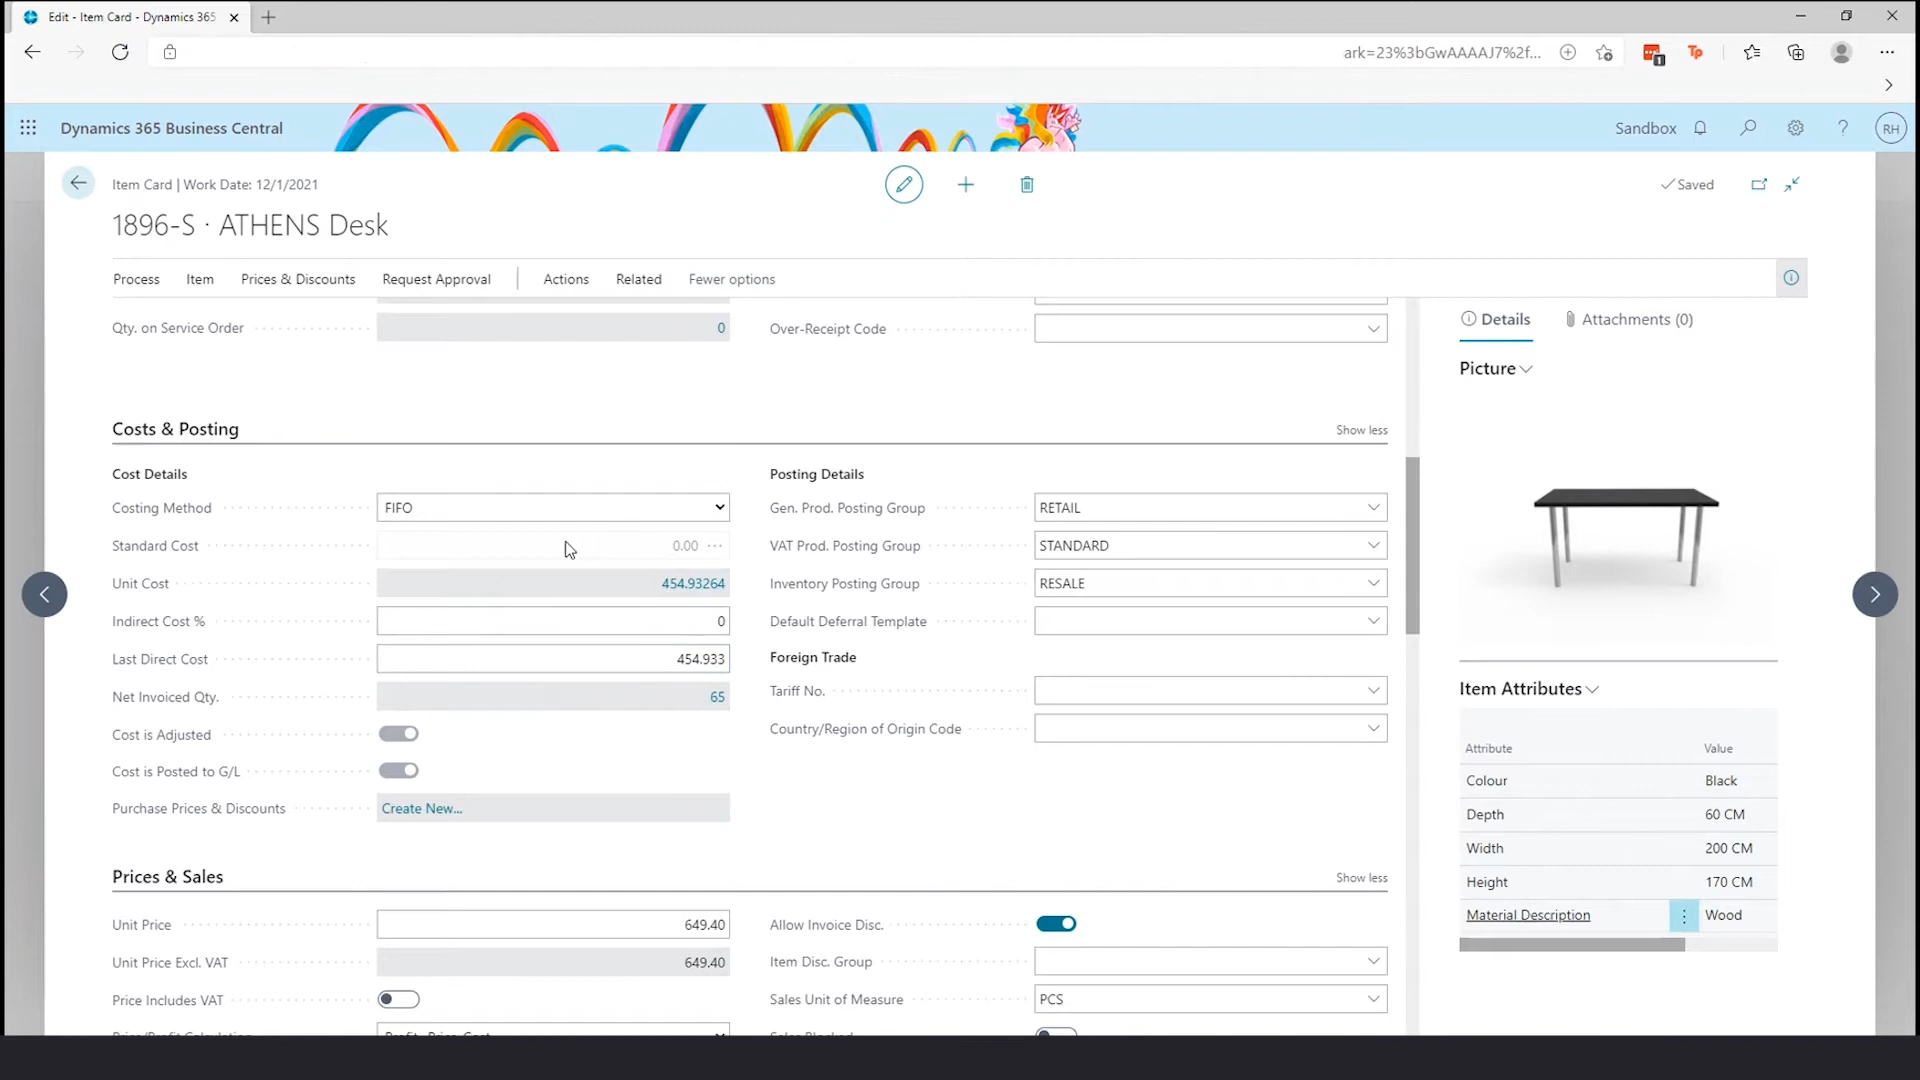 Edit - Item Card - Dynamics 365
ark=23%3bGwAAAAJ7%2f...
1
Tp
Dynamics 365 Business Central
Sandbox
RH
Item Card | Work Date: 12/1/2021
Saved
1896-S · ATHENS Desk
Process Item Prices & Discounts Request Approval Actions Related Fewer options
Qty. on Service Order 0
Over-Receipt Code
Costs & Posting
Show less
Cost Details
Costing Method FIFO
Standard Cost 0.00
Unit Cost 454.93264
Indirect Cost % 0
Last Direct Cost 454.933
Net Invoiced Qty. 65
Cost is Adjusted
Cost is Posted to G/L
Purchase Prices & Discounts Create New...
Posting Details
Gen. Prod. Posting Group RETAIL
VAT Prod. Posting Group STANDARD
Inventory Posting Group RESALE
Default Deferral Template
Foreign Trade
Tariff No.
Country/Region of Origin Code
Prices & Sales
Show less
Unit Price 649.40
Unit Price Excl. VAT 649.40
Price Includes VAT
Allow Invoice Disc.
Item Disc. Group
Sales Unit of Measure PCS
Details Attachments (0)
Picture
Item Attributes
Attribute Value
Colour Black
Depth 60 CM
Width 200 CM
Height 170 CM
Material Description Wood